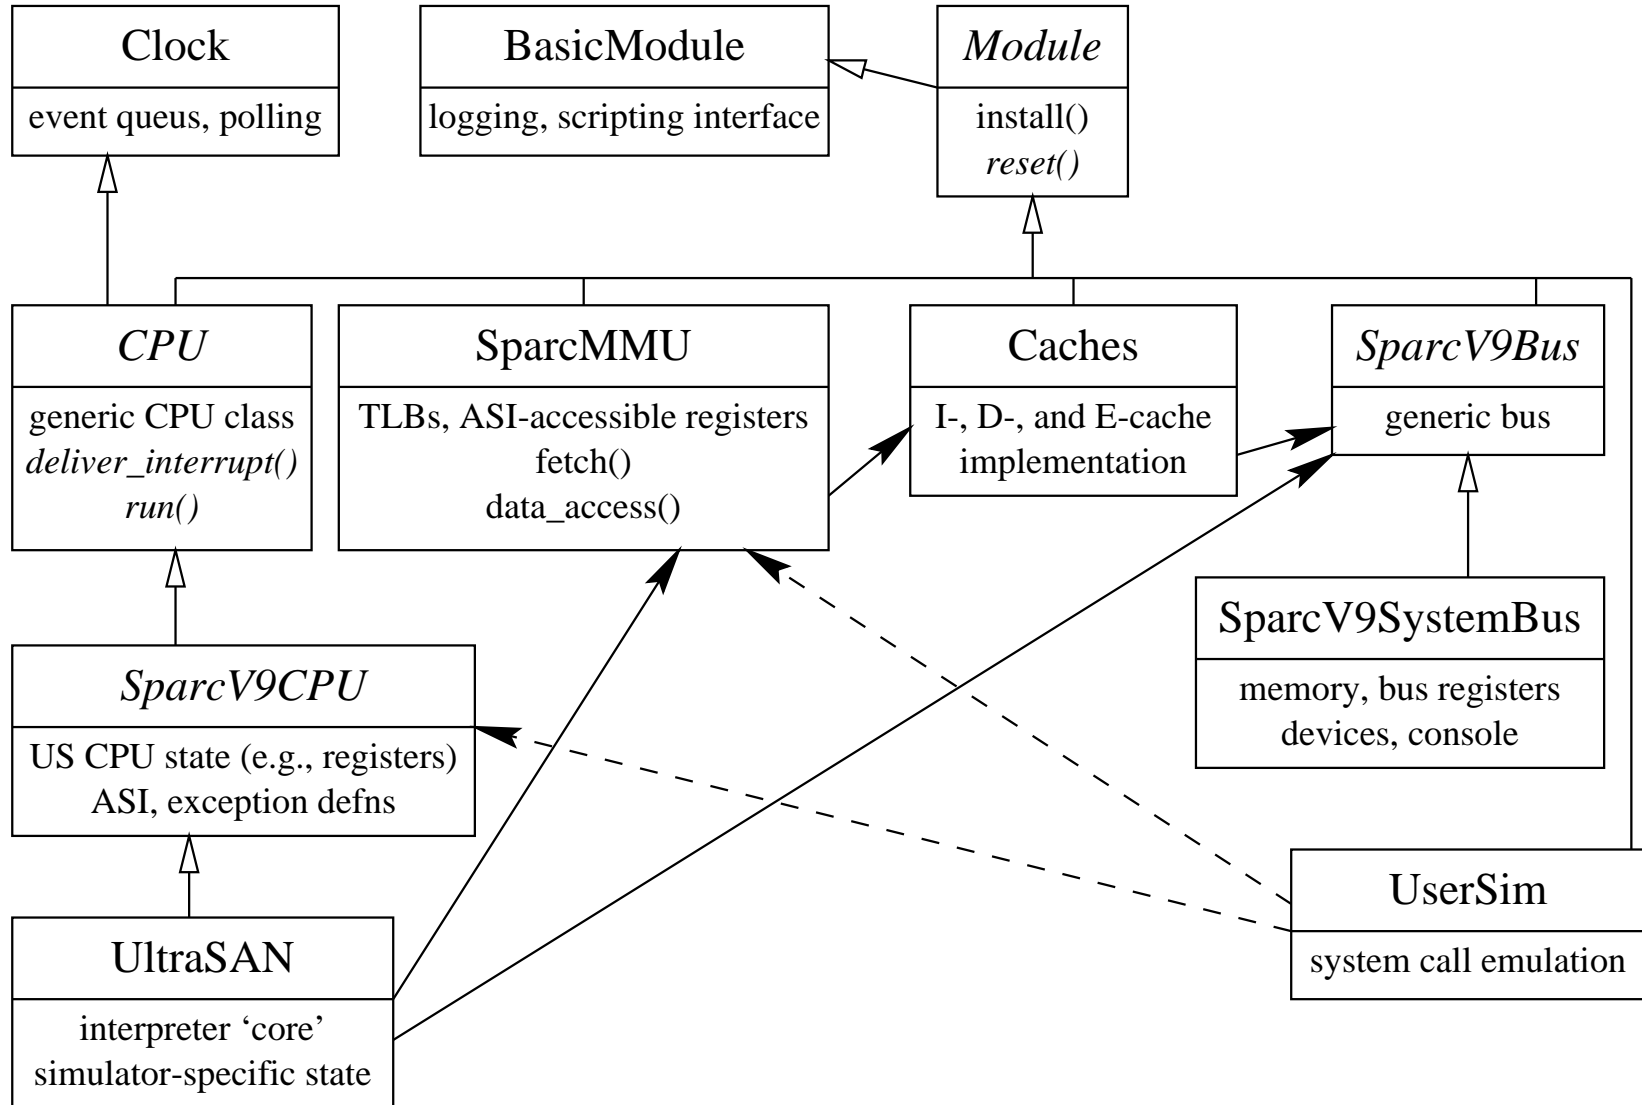 Clock
event queus, polling
BasicModule
logging, scripting interface
Module
install()
reset()
CPU
generic CPU class
deliver_interrupt()
run()
SparcMMU
TLBs, ASI-accessible registers
fetch()
data_access()
Caches
I-, D-, and E-cache
implementation
SparcV9Bus
generic bus
SparcV9SystemBus
memory, bus registers
devices, console
SparcV9CPU
US CPU state (e.g., registers)
ASI, exception defns
UserSim
system call emulation
UltraSAN
interpreter ‘core’
simulator-specific state